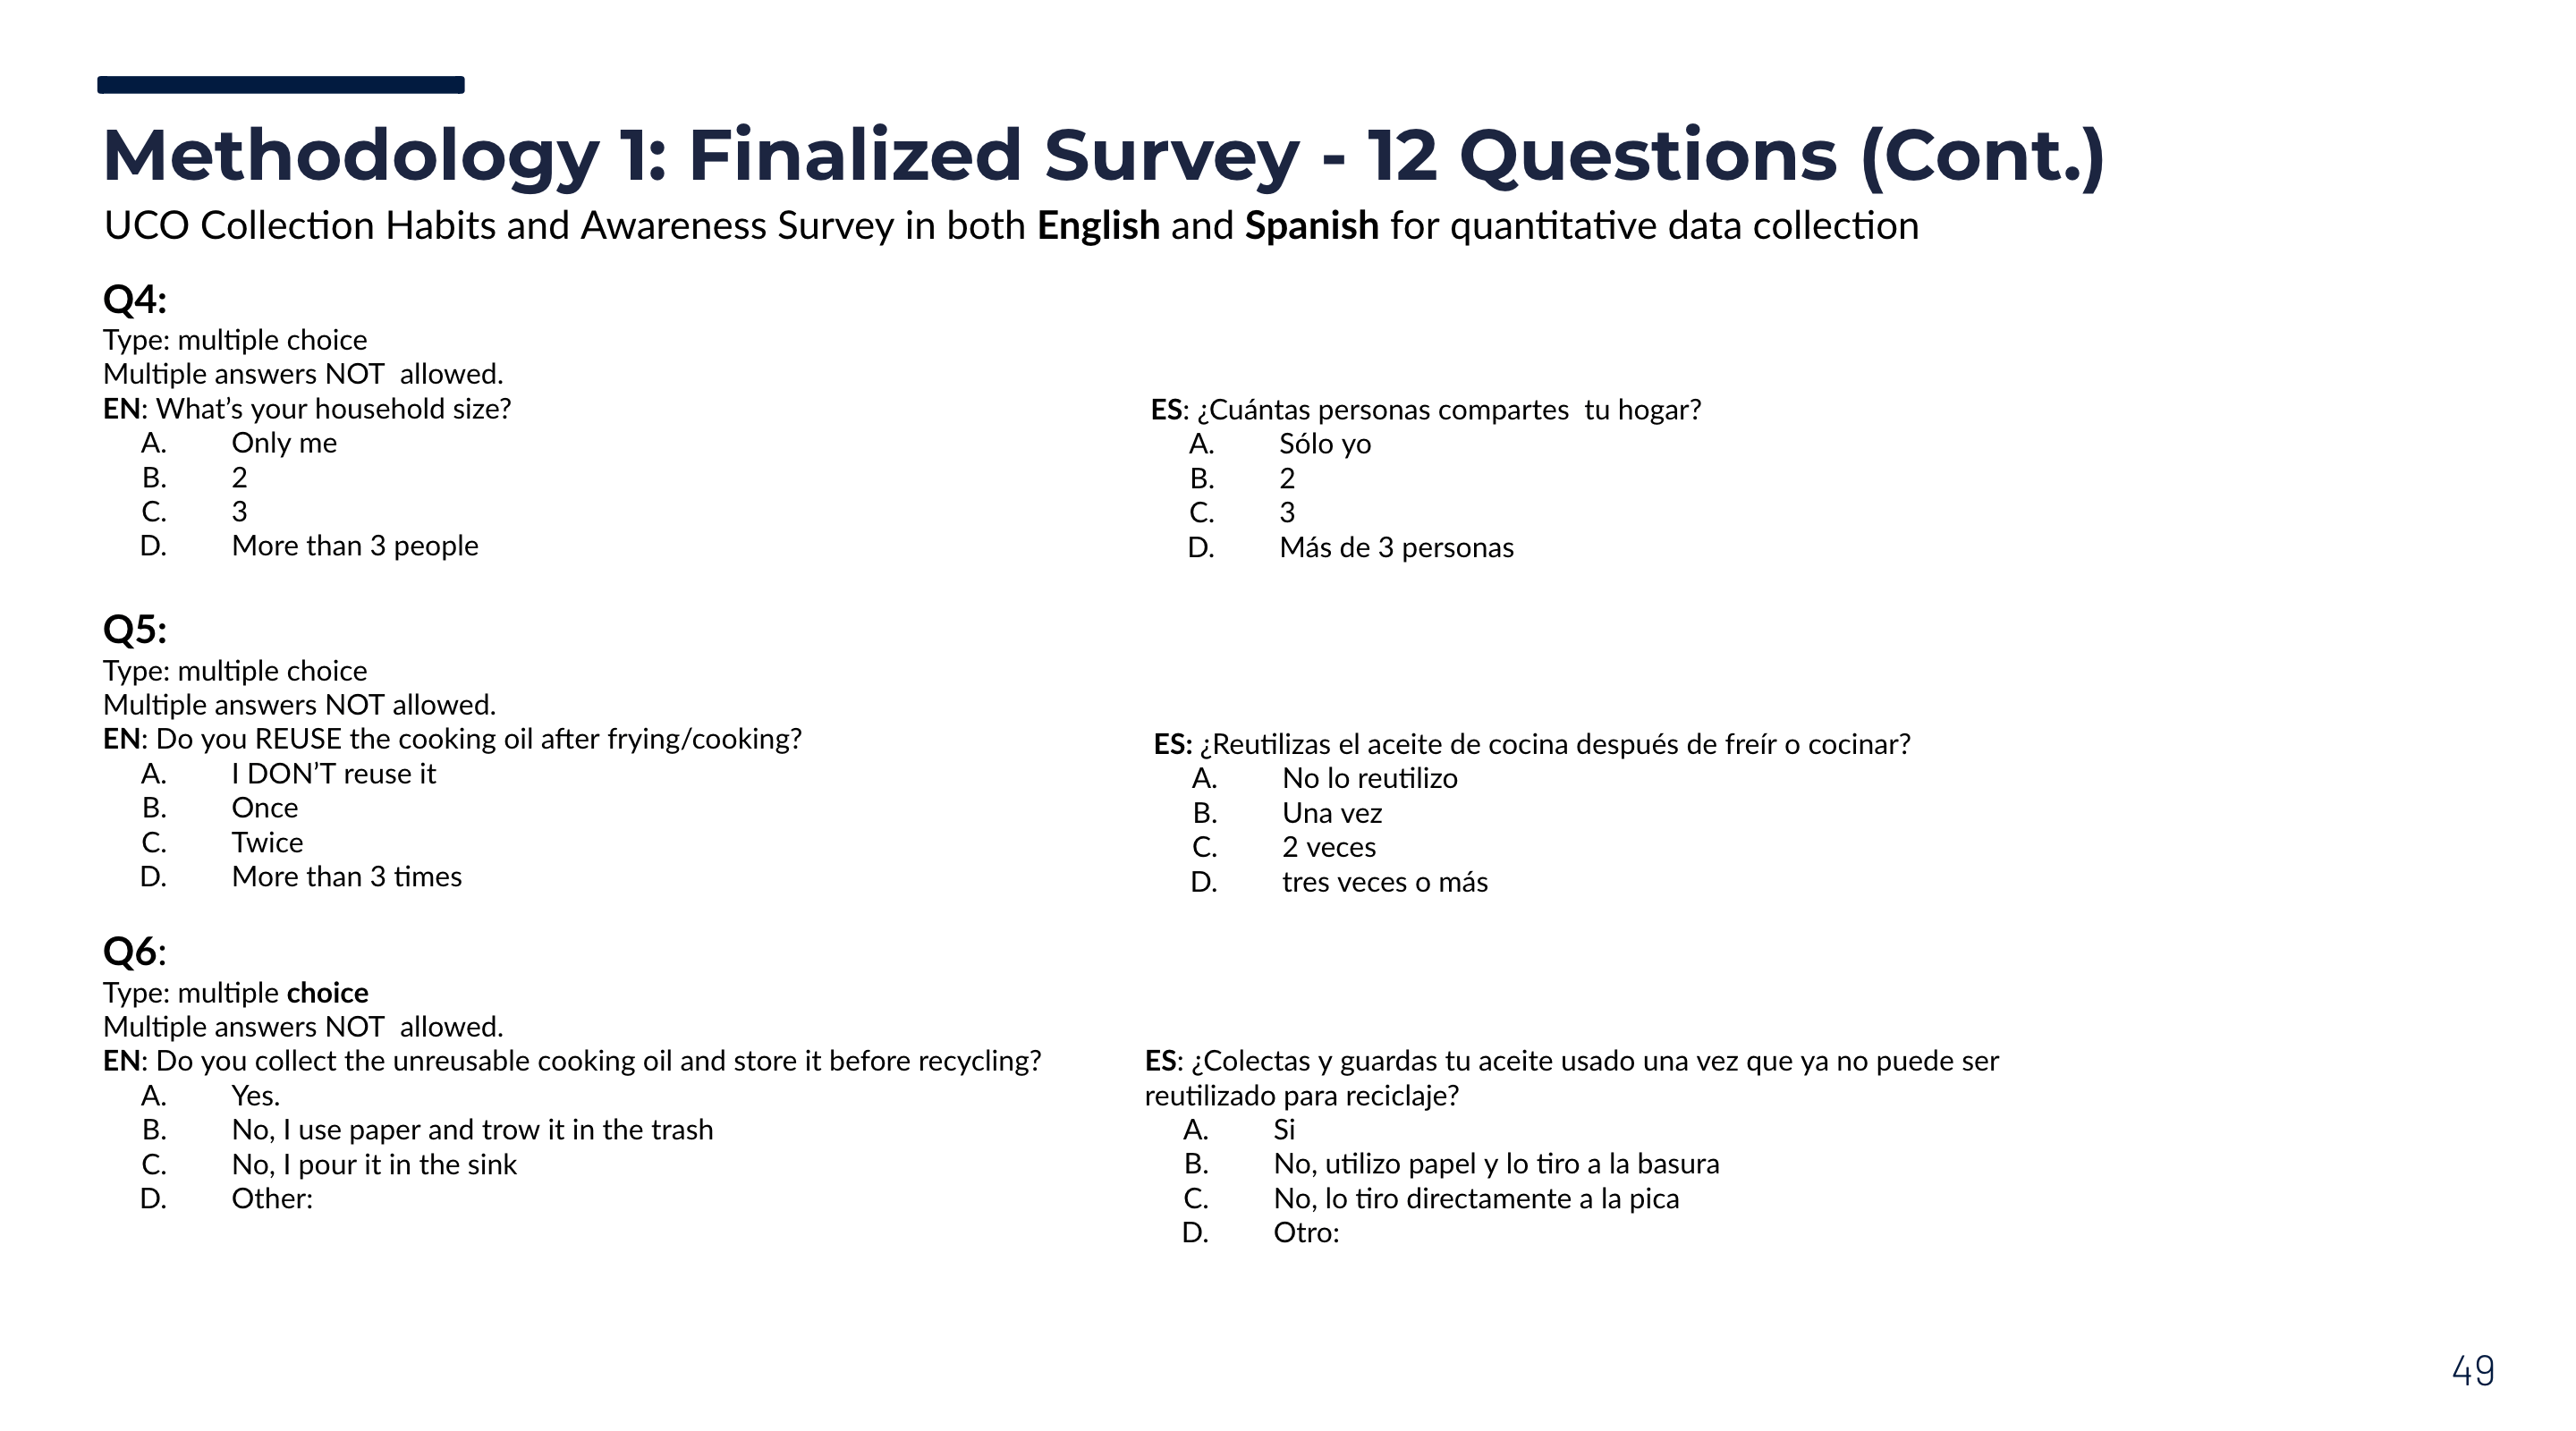 Methodology 1: Finalized Survey - 12 Questions (Cont.)
UCO Collection Habits and Awareness Survey in both English and Spanish for quantitative data collection
Q4:
Type: multiple choice
Multiple answers NOT  allowed.
EN: What’s your household size?
A. Only me
B. 2
C. 3
D. More than 3 people
ES: ¿Cuántas personas compartes  tu hogar?
A. Sólo yo
B. 2
C. 3
D. Más de 3 personas
Q5:
Type: multiple choice
Multiple answers NOT allowed.
EN: Do you REUSE the cooking oil after frying/cooking?
A. I DON’T reuse it
B. Once
C. Twice
D. More than 3 times
ES: ¿Reutilizas el aceite de cocina después de freír o cocinar?
A. No lo reutilizo
B. Una vez
C. 2 veces
D. tres veces o más
Q6:
Type: multiple choice
Multiple answers NOT  allowed.
EN: Do you collect the unreusable cooking oil and store it before recycling?
A. Yes.
B. No, I use paper and trow it in the trash
C. No, I pour it in the sink
D. Other:
ES: ¿Colectas y guardas tu aceite usado una vez que ya no puede ser
reutilizado para reciclaje?
A. Si
B. No, utilizo papel y lo tiro a la basura
C. No, lo tiro directamente a la pica
D. Otro:
49